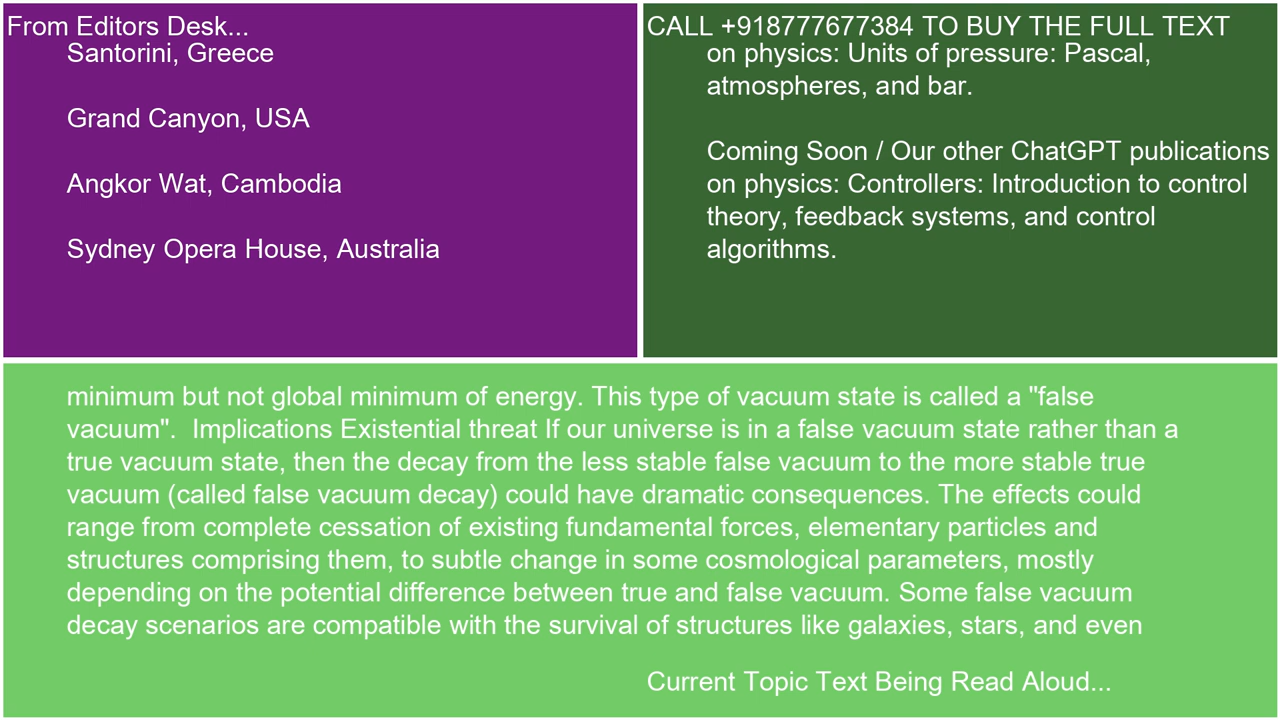 From Editors Desk...
Santorini, Greece
Grand Canyon, USA
Angkor Wat, Cambodia
Sydney Opera House, Australia
CALL +918777677384 TO BUY THE FULL TEXT
on physics: Units of pressure: Pascal,
atmospheres, and bar.
Coming Soon / Our other ChatGPT publications
on physics: Controllers: Introduction to control
theory, feedback systems, and control
algorithms.
minimum but not global minimum of energy. This type of vacuum state is called a "false
vacuum".  Implications Existential threat If our universe is in a false vacuum state rather than a
true vacuum state, then the decay from the less stable false vacuum to the more stable true
vacuum (called false vacuum decay) could have dramatic consequences. The effects could
range from complete cessation of existing fundamental forces, elementary particles and
structures comprising them, to subtle change in some cosmological parameters, mostly
depending on the potential difference between true and false vacuum. Some false vacuum
decay scenarios are compatible with the survival of structures like galaxies, stars, and even
Current Topic Text Being Read Aloud...